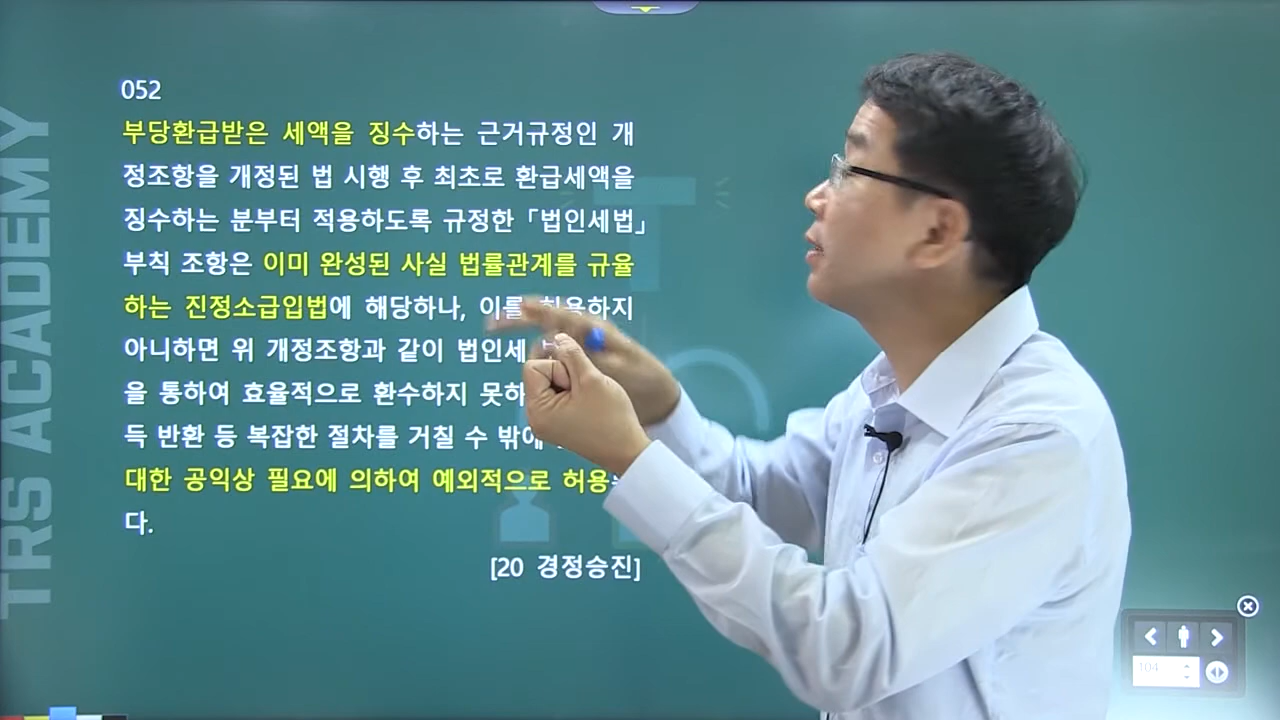 TRS ACADEMY
052
부당환급받은 세액을 징수하는 근거규정인 개
정조항을 개정된 법 시행 후 최초로 환급세액을
징수하는 분부터 적용하도록 규정한 「법인세법」
부칙 조항은 이미 완성된 사실 법률관계를 규율
하는 진정소급입법에 해당하나, 이를 허용하지
아니하면 위 개정조항과 같이 법인세
을 통하여 효율적으로 환수하지 못하
득 반환 등 복잡한 절차를 거칠 수 밖에
대한 공익상 필요에 의하여 예외적으로 허용
다.
[20 경정승진]
104